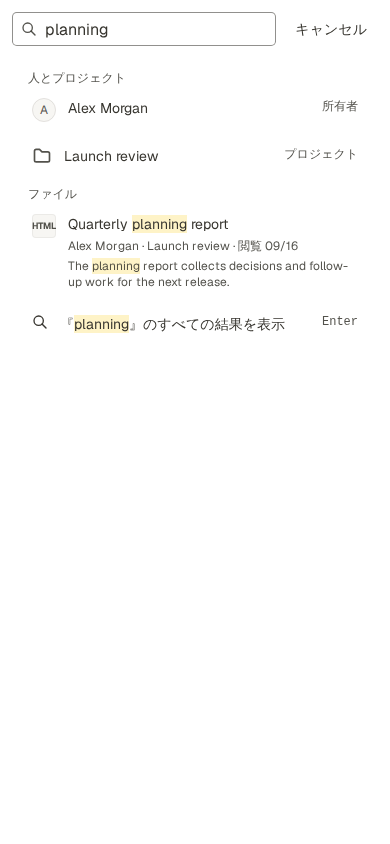 planning
キャンセル
人とプロジェクト
A
Alex Morgan
所有者
Launch review
プロジェクト
ファイル
HTML
Quarterly planning report
Alex Morgan · Launch review · 閲覧 09/16
The planning report collects decisions and follow-
up work for the next release.
『planning』のすべての結果を表示
Enter